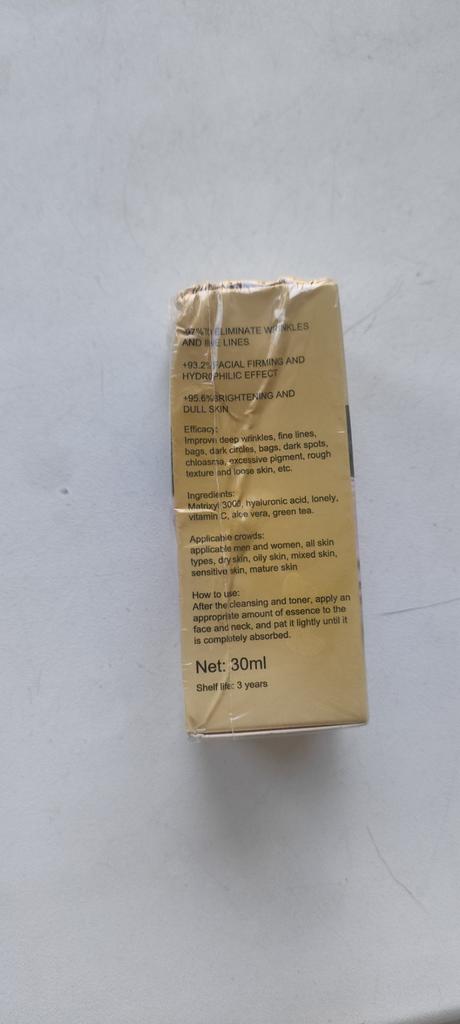 +97% TO ELIMINATE WRINKLES
AND FINE LINES
+93.2% FACIAL FIRMING AND
HYDROPHILIC EFFECT
+95.6%BRIGHTENING AND
DULL SKIN
Efficacy:
Improve deep wrinkles, fine lines,
bags, dark circles, bags, dark spots,
chloasma, excessive pigment, rough
texture and loose skin, etc.
Ingredients:
Matrixyl 3000, hyaluronic acid, lonely,
vitamin C, aloe vera, green tea.
Applicable crowds:
applicable men and women, all skin
types, dry skin, oily skin, mixed skin,
sensitive skin, mature skin
How to use:
After the cleansing and toner, apply an
appropriate amount of essence to the
face and neck, and pat it lightly until it
is completely absorbed.
Net: 30ml
Shelf life: 3 years